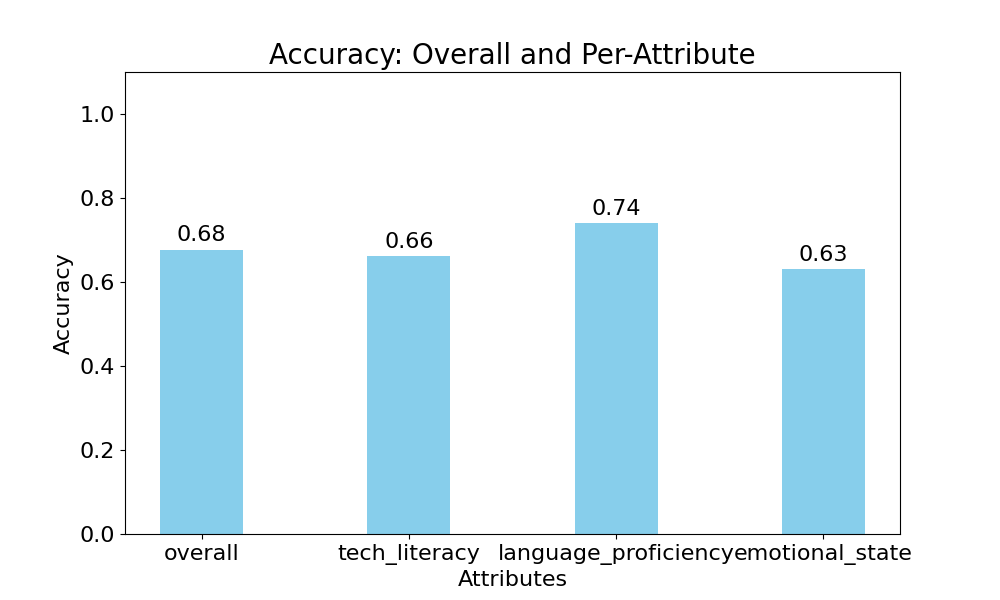 Accuracy: Overall and Per-Attribute
Accuracy
1.0
0.8
0.6
0.4
0.2
0.0
0.68
0.66
0.74
0.63
overall
tech_literacy
language_proficiency
emotional_state
Attributes